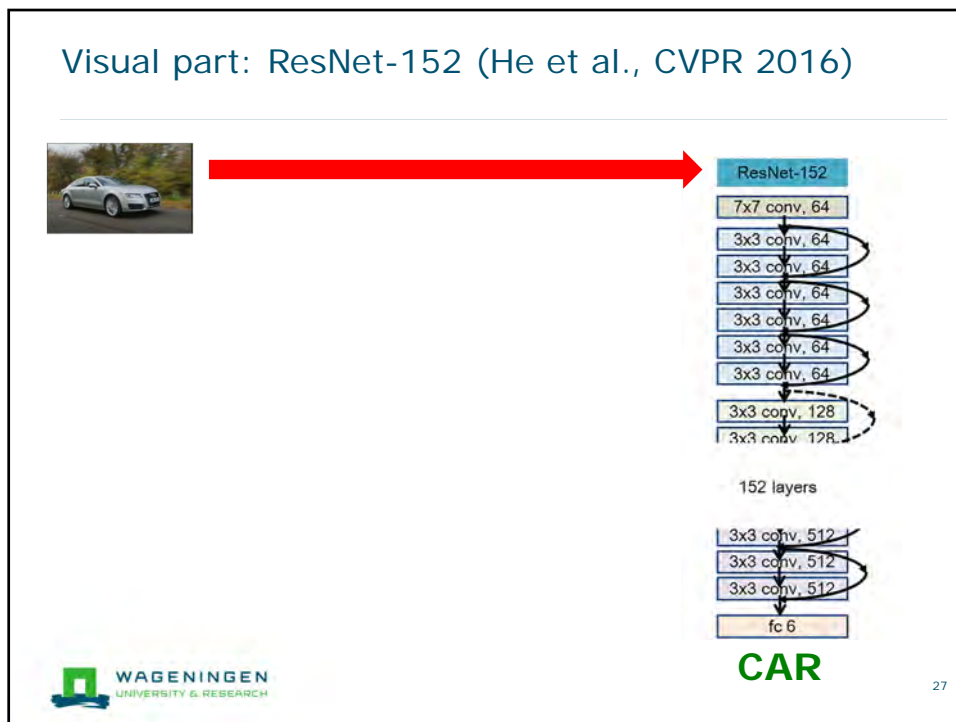 Visual part: ResNet-152 (He et al., CVPR 2016)
ResNet-152
7x7 conv, 64
3x3 conv, 64
3x3 conv, 64
3x3 conv, 64
3x3 conv, 64
3x3 conv, 64
3x3 conv, 64
3x3 conv, 128
3x3 conv, 128
152 layers
3x3 conv, 512
3x3 conv, 512
3x3 conv, 512
fc 6
CAR
WAGENINGEN
UNIVERSITY & RESEARCH
27